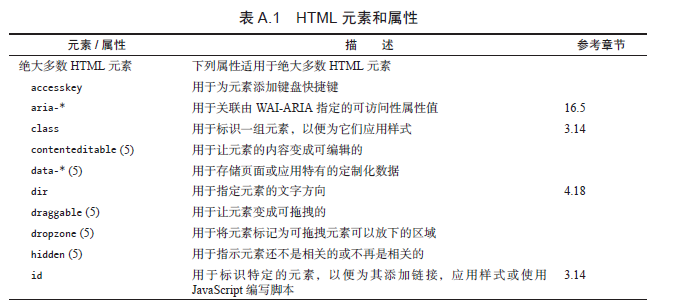 表 A.1 HTML 元素和属性
元素 / 属性 描 述 参考章节
绝大多数 HTML 元素 下列属性适用于绝大多数 HTML 元素
accesskey 用于为元素添加键盘快捷键
aria-* 用于关联由 WAI-ARIA 指定的可访问性属性值 16.5
class 用于标识一组元素，以便为它们应用样式 3.14
contenteditable (5) 用于让元素的内容变成可编辑的
data-* (5) 用于存储页面或应用特有的定制化数据
dir 用于指定元素的文字方向 4.18
draggable (5) 用于让元素变成可拖拽的
dropzone (5) 用于将元素标记为可拖拽元素可以放下的区域
hidden (5) 用于指示元素还不是相关的或不再是相关的
id 用于标识特定的元素，以便为其添加链接，应用样式或使用 3.14
JavaScript 编写脚本